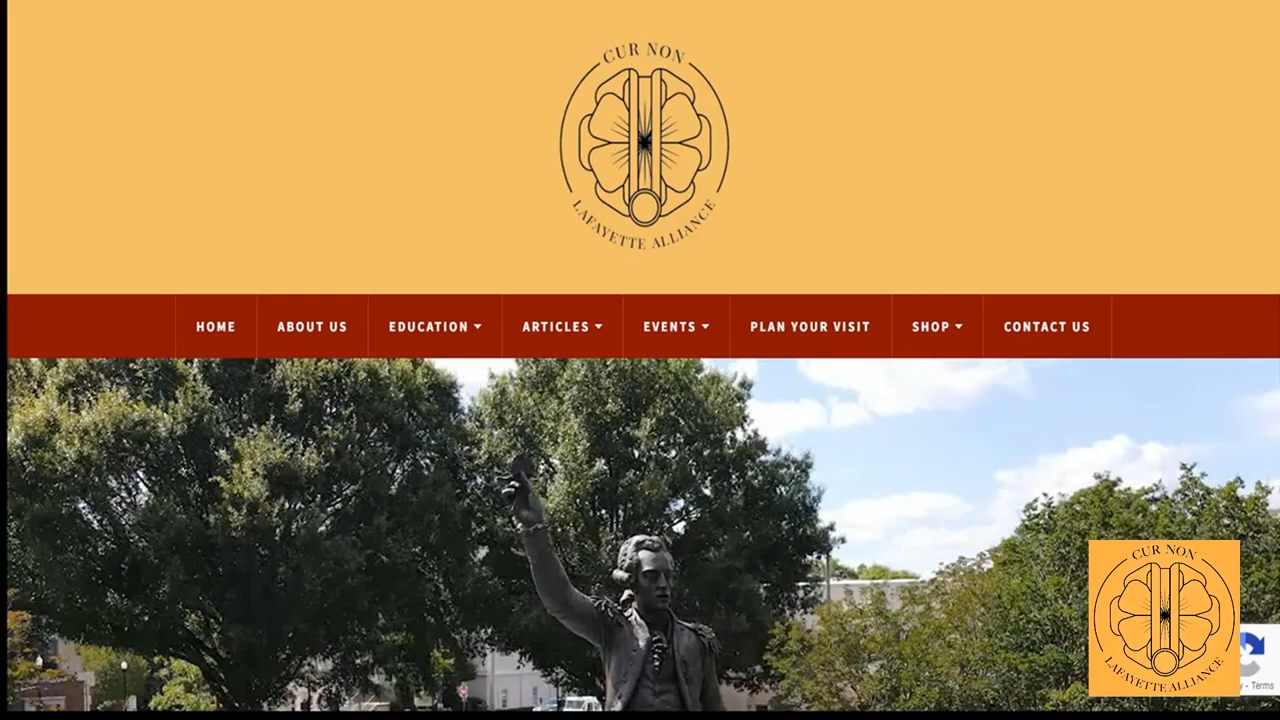 CUR NON
LAFAYETTE ALLIANCE
HOME
ABOUT US
EDUCATION
ARTICLES
EVENTS
PLAN YOUR VISIT
SHOP
CONTACT US
CUR NON
LAFAYETTE ALLIANCE
- Terms